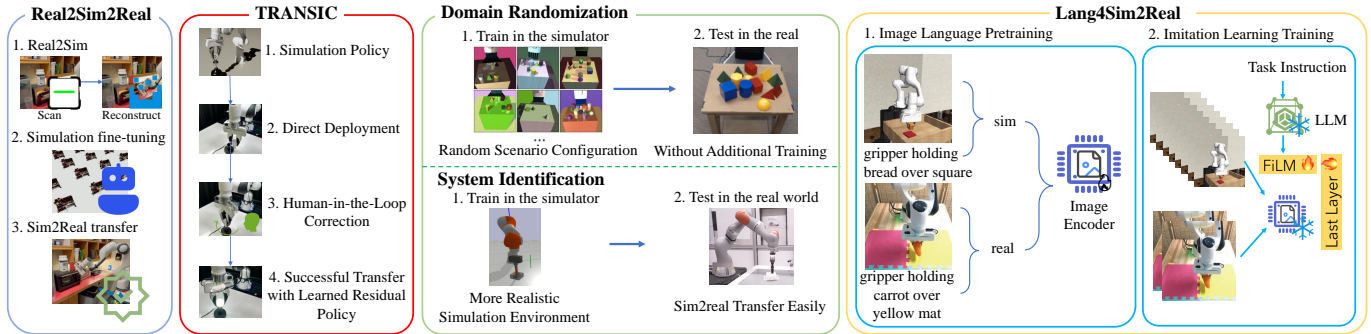 Real2Sim2Real
1. Real2Sim
Scan
Reconstruct
2. Simulation fine-tuning
3. Sim2Real transfer
TRANSIC
1. Simulation Policy
2. Direct Deployment
3. Human-in-the-Loop
Correction
4. Successful Transfer
with Learned Residual
Policy
Domain Randomization
1. Train in the simulator
...
Random Scenario Configuration
2. Test in the real
Without Additional Training
System Identification
1. Train in the simulator
More Realistic
Simulation Environment
2. Test in the real world
Sim2real Transfer Easily
Lang4Sim2Real
1. Image Language Pretraining
gripper holding
bread over square
sim
gripper holding
carrot over
yellow mat
real
Image
Encoder
2. Imitation Learning Training
Task Instruction
LLM
FiLM
Last Layer